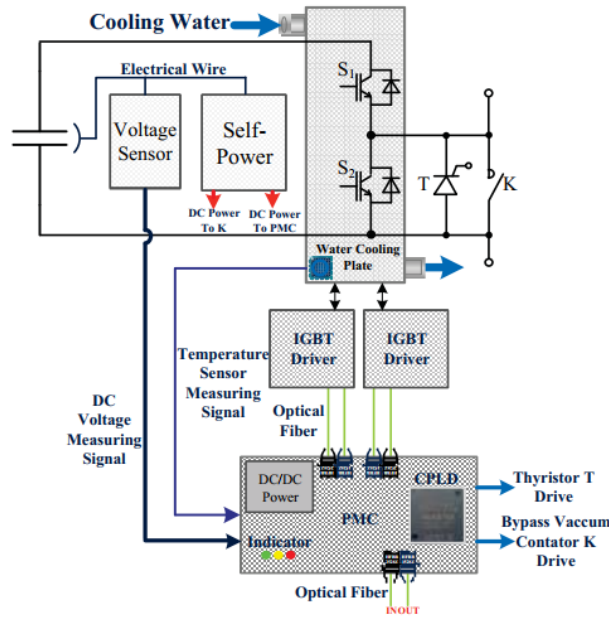 Cooling Water
Electrical Wire
Voltage
Sensor
Self-
Power
S1
S2
T
K
DC Power
To K
DC Power
To PMC
Water Cooling
Plate
IGBT
Driver
IGBT
Driver
Temperature
Sensor
Measuring
Signal
DC
Voltage
Measuring
Signal
Optical
Fiber
DC/DC
Power
CPLD
PMC
Indicator
Thyristor T
Drive
Bypass Vaccum
Contator K
Drive
Optical Fiber
INOUT